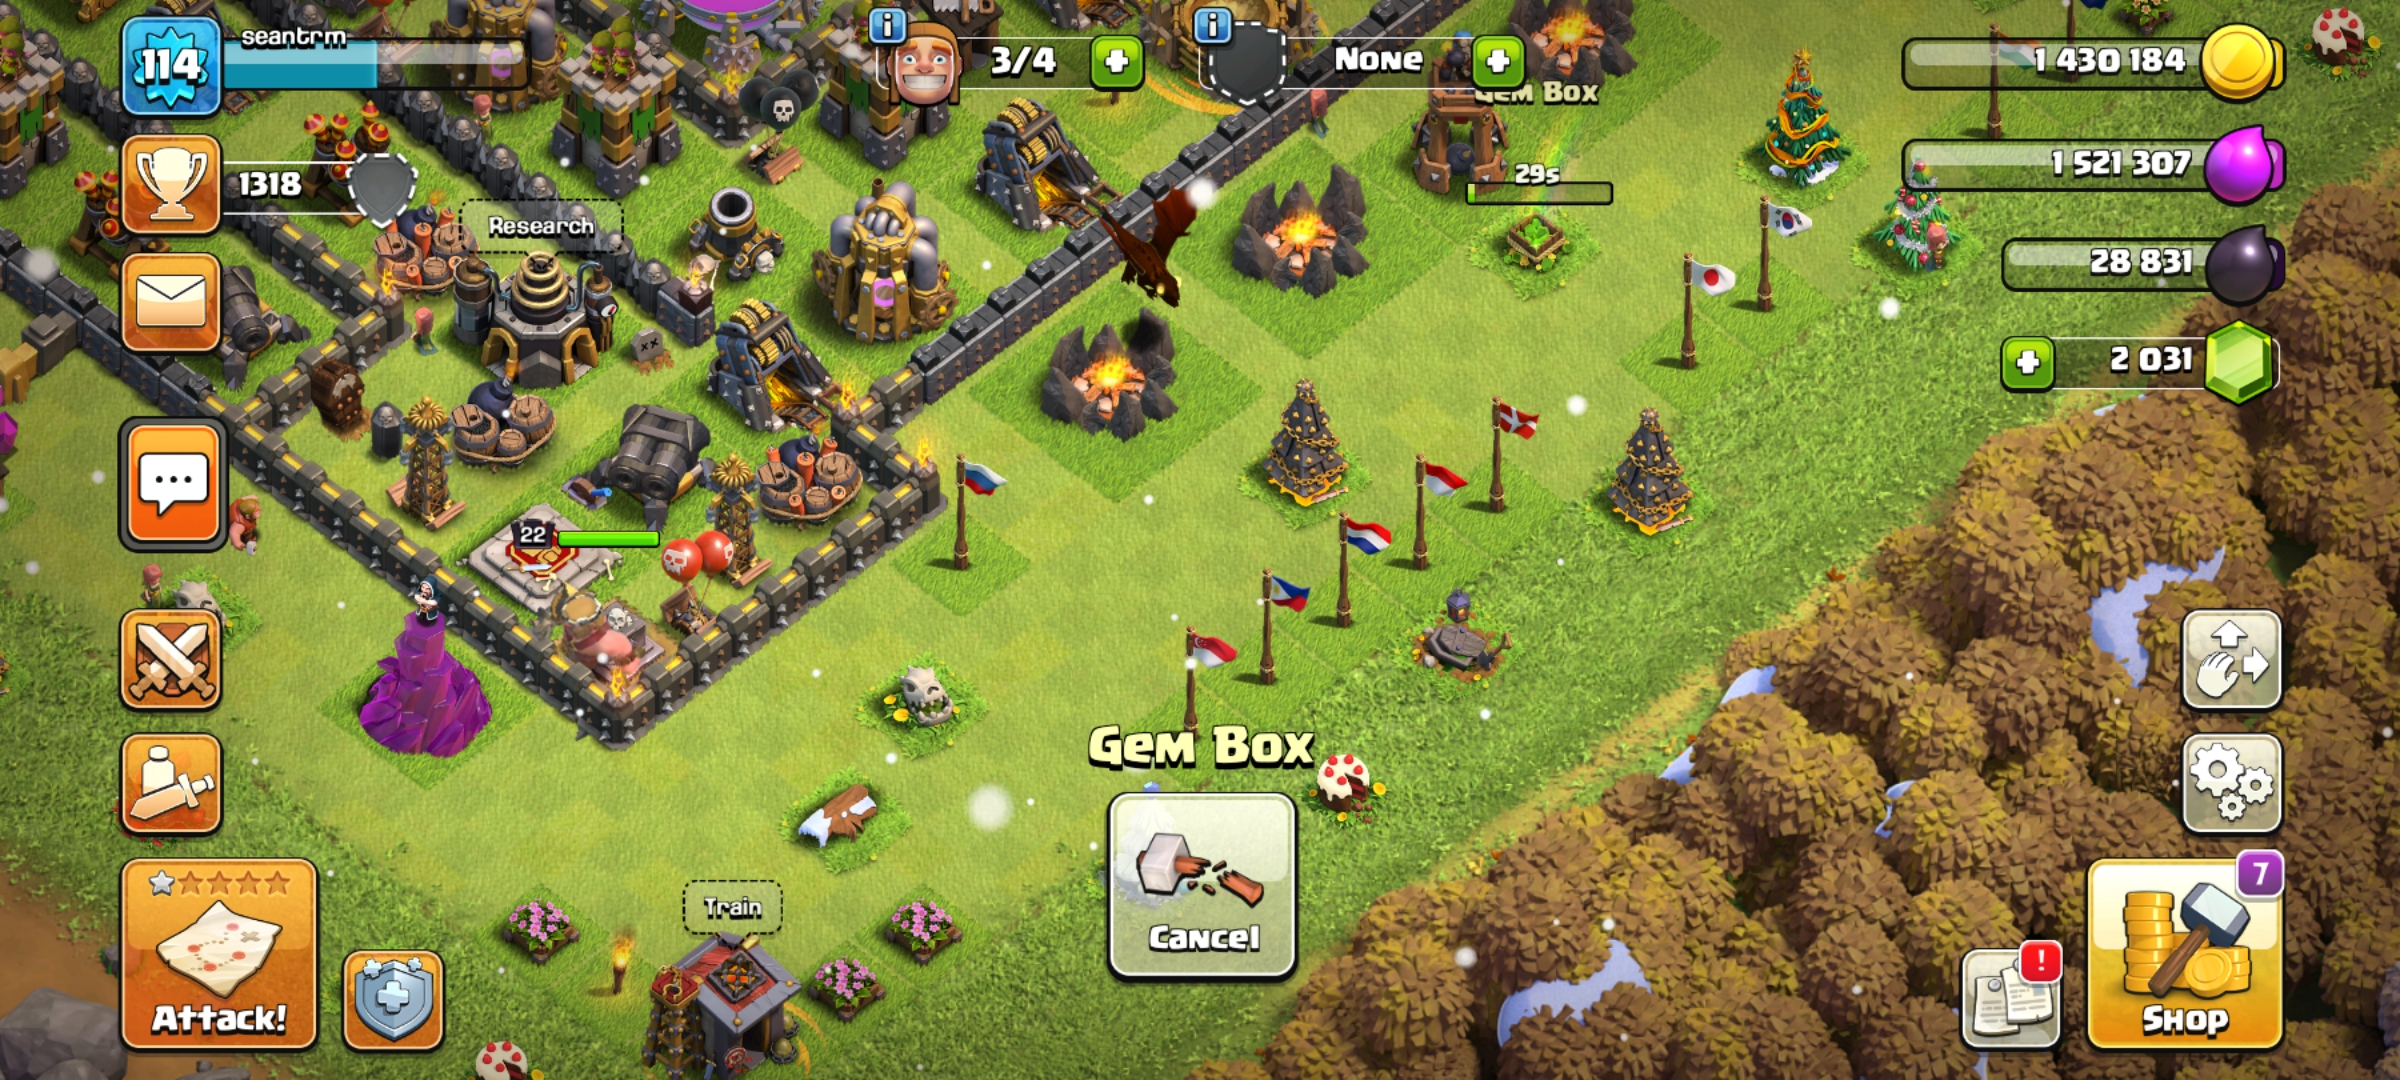 114
seantrm
3/4
None
1 430 184
Gem Box
1318
Research
29s
1 521 307
28 831
2 031
22
Gem Box
Cancel
Train
Attack!
7
Shop